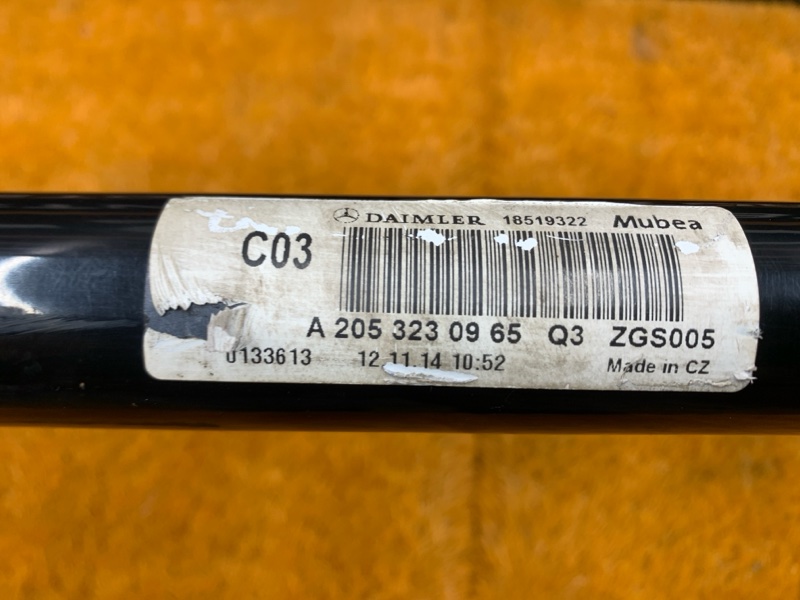 DAIMLER 18519322 Mubea
C03
A 205 323 09 65 Q3 ZGS005
0133613 12.11.14 10:52 Made in CZ